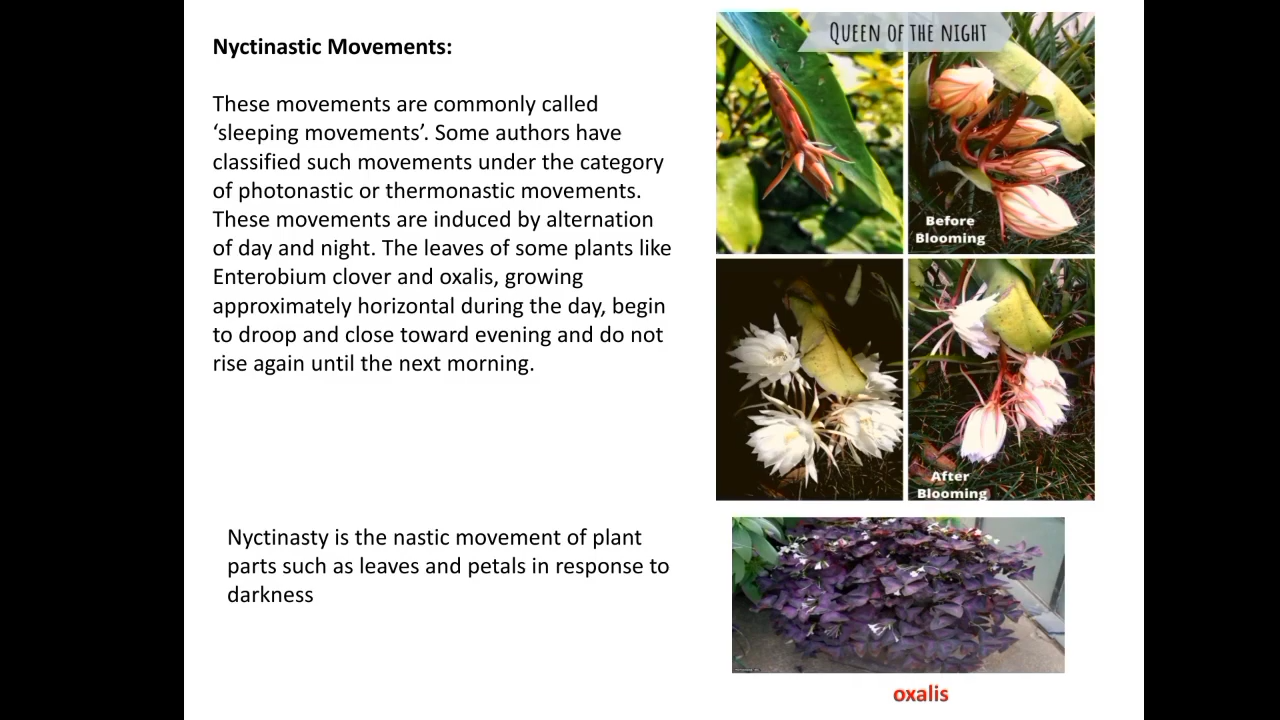 Nyctinastic Movements:
These movements are commonly called
‘sleeping movements’. Some authors have
classified such movements under the category
of photonastic or thermonastic movements.
These movements are induced by alternation
of day and night. The leaves of some plants like
Enterobium clover and oxalis, growing
approximately horizontal during the day, begin
to droop and close toward evening and do not
rise again until the next morning.
Nyctinasty is the nastic movement of plant
parts such as leaves and petals in response to
darkness
QUEEN OF THE NIGHT
Before
Blooming
After
Blooming
oxalis